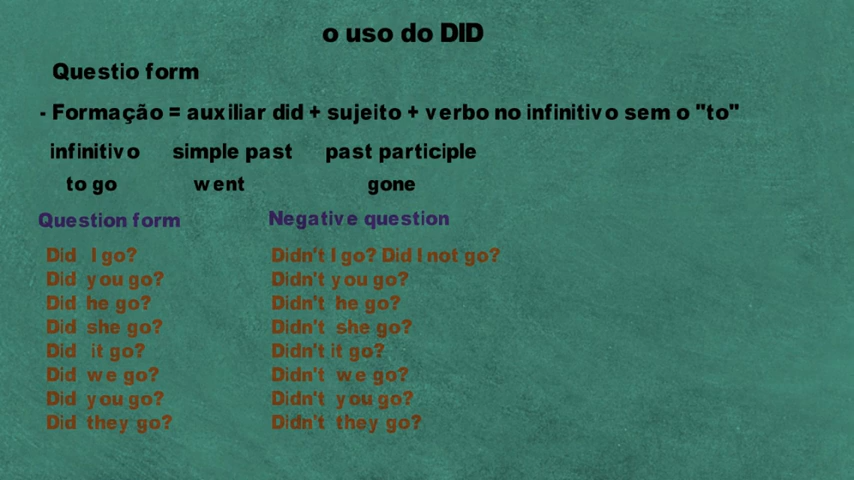 o uso do DID
Questio form
- Formação = auxiliar did + sujeito + verbo no infinitivo sem o "to"
infinitivo simple past past participle
to go went gone
Question form Negative question
Did I go? Didn't I go? Did I not go?
Did you go? Didn't you go?
Did he go? Didn't he go?
Did she go? Didn't she go?
Did it go? Didn't it go?
Did we go? Didn't we go?
Did you go? Didn't you go?
Did they go? Didn't they go?